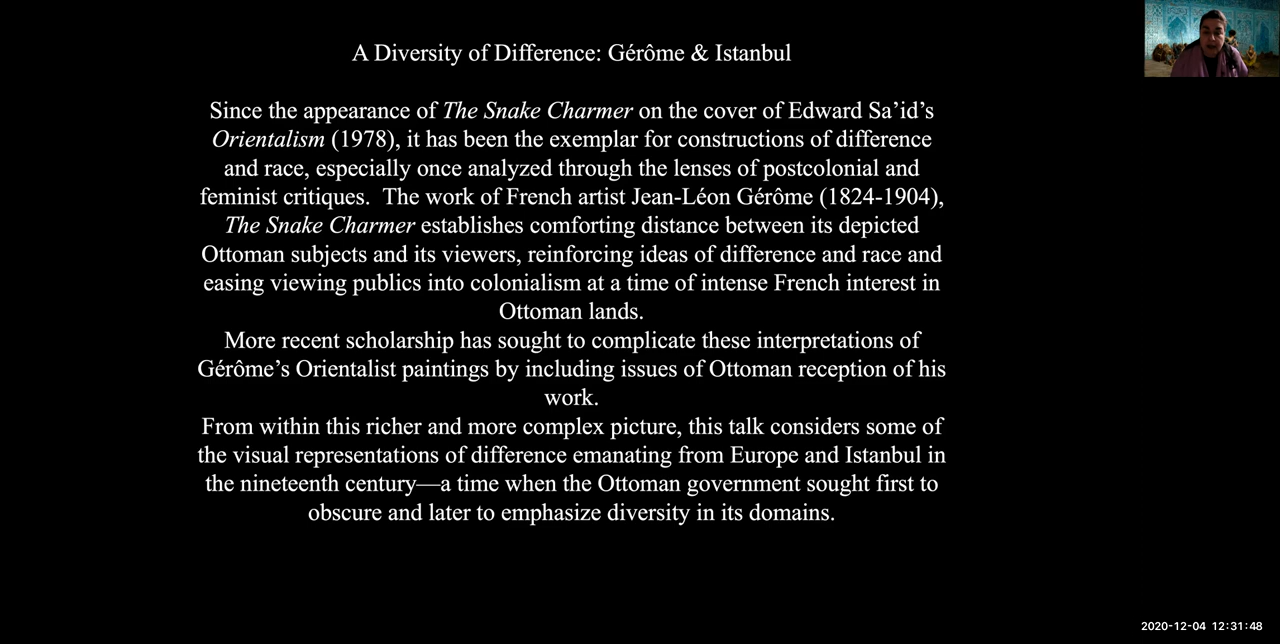 A Diversity of Difference: Gérôme & Istanbul
Since the appearance of The Snake Charmer on the cover of Edward Sa’id’s
Orientalism (1978), it has been the exemplar for constructions of difference
and race, especially once analyzed through the lenses of postcolonial and
feminist critiques.  The work of French artist Jean-Léon Gérôme (1824-1904),
The Snake Charmer establishes comforting distance between its depicted
Ottoman subjects and its viewers, reinforcing ideas of difference and race and
easing viewing publics into colonialism at a time of intense French interest in
Ottoman lands.
More recent scholarship has sought to complicate these interpretations of
Gérôme’s Orientalist paintings by including issues of Ottoman reception of his
work.
From within this richer and more complex picture, this talk considers some of
the visual representations of difference emanating from Europe and Istanbul in
the nineteenth century—a time when the Ottoman government sought first to
obscure and later to emphasize diversity in its domains.
2020-12-04 12:31:48